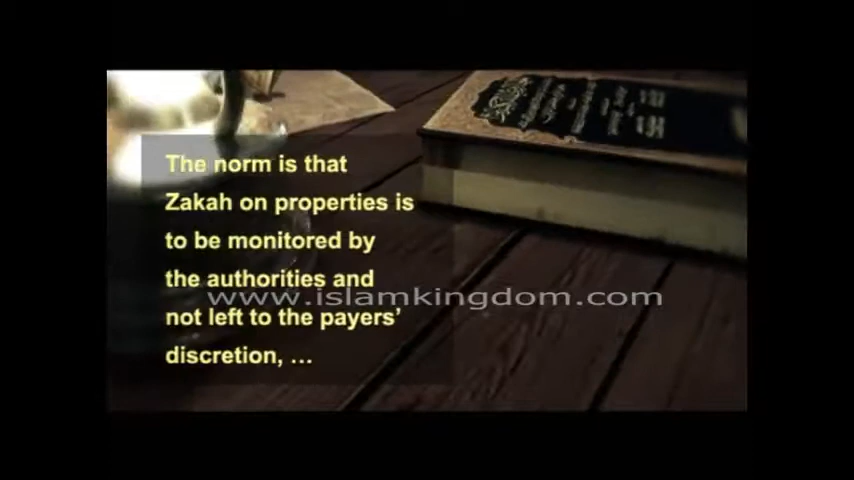 The norm is that
Zakah on properties is
to be monitored by
the authorities and
not left to the payers’
discretion, …
www.islamkingdom.com